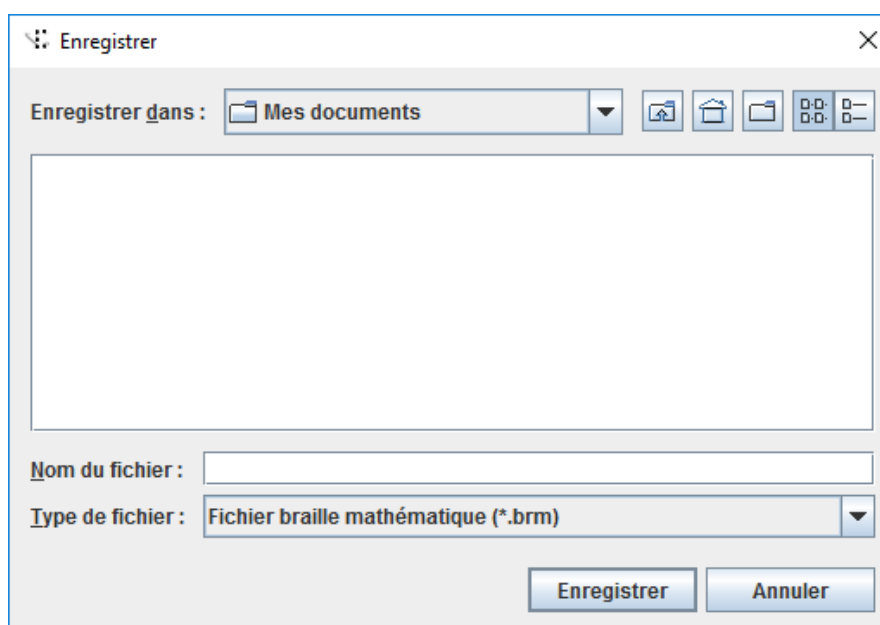 Enregistrer
Enregistrer dans : Mes documents
Nom du fichier :
Type de fichier : Fichier braille mathématique (*.brm)
Enregistrer Annuler